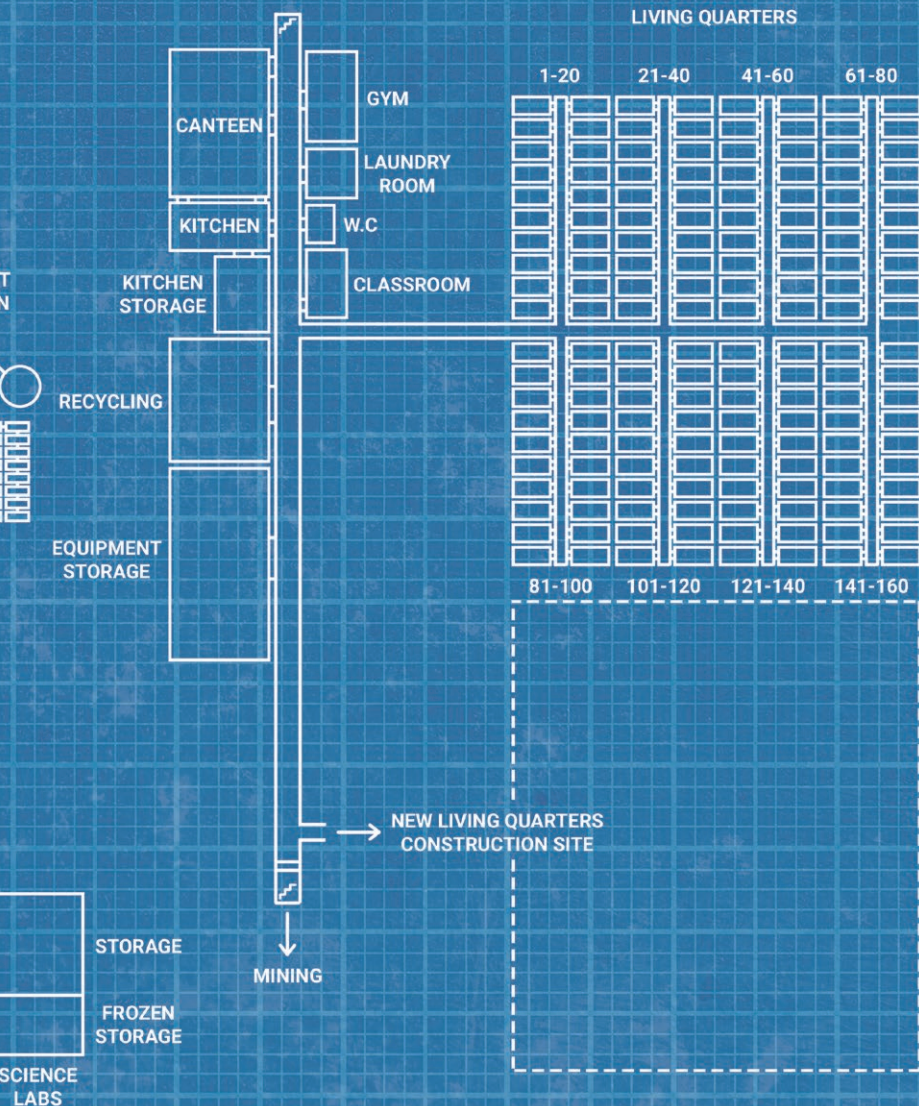 LIVING QUARTERS
1-20
21-40
41-60
61-80
CANTEEN
GYM
LAUNDRY
ROOM
KITCHEN
W.C
KITCHEN
STORAGE
CLASSROOM
RECYCLING
EQUIPMENT
STORAGE
81-100
101-120
121-140
141-160
NEW LIVING QUARTERS
CONSTRUCTION SITE
MINING
STORAGE
FROZEN
STORAGE
SCIENCE
LABS